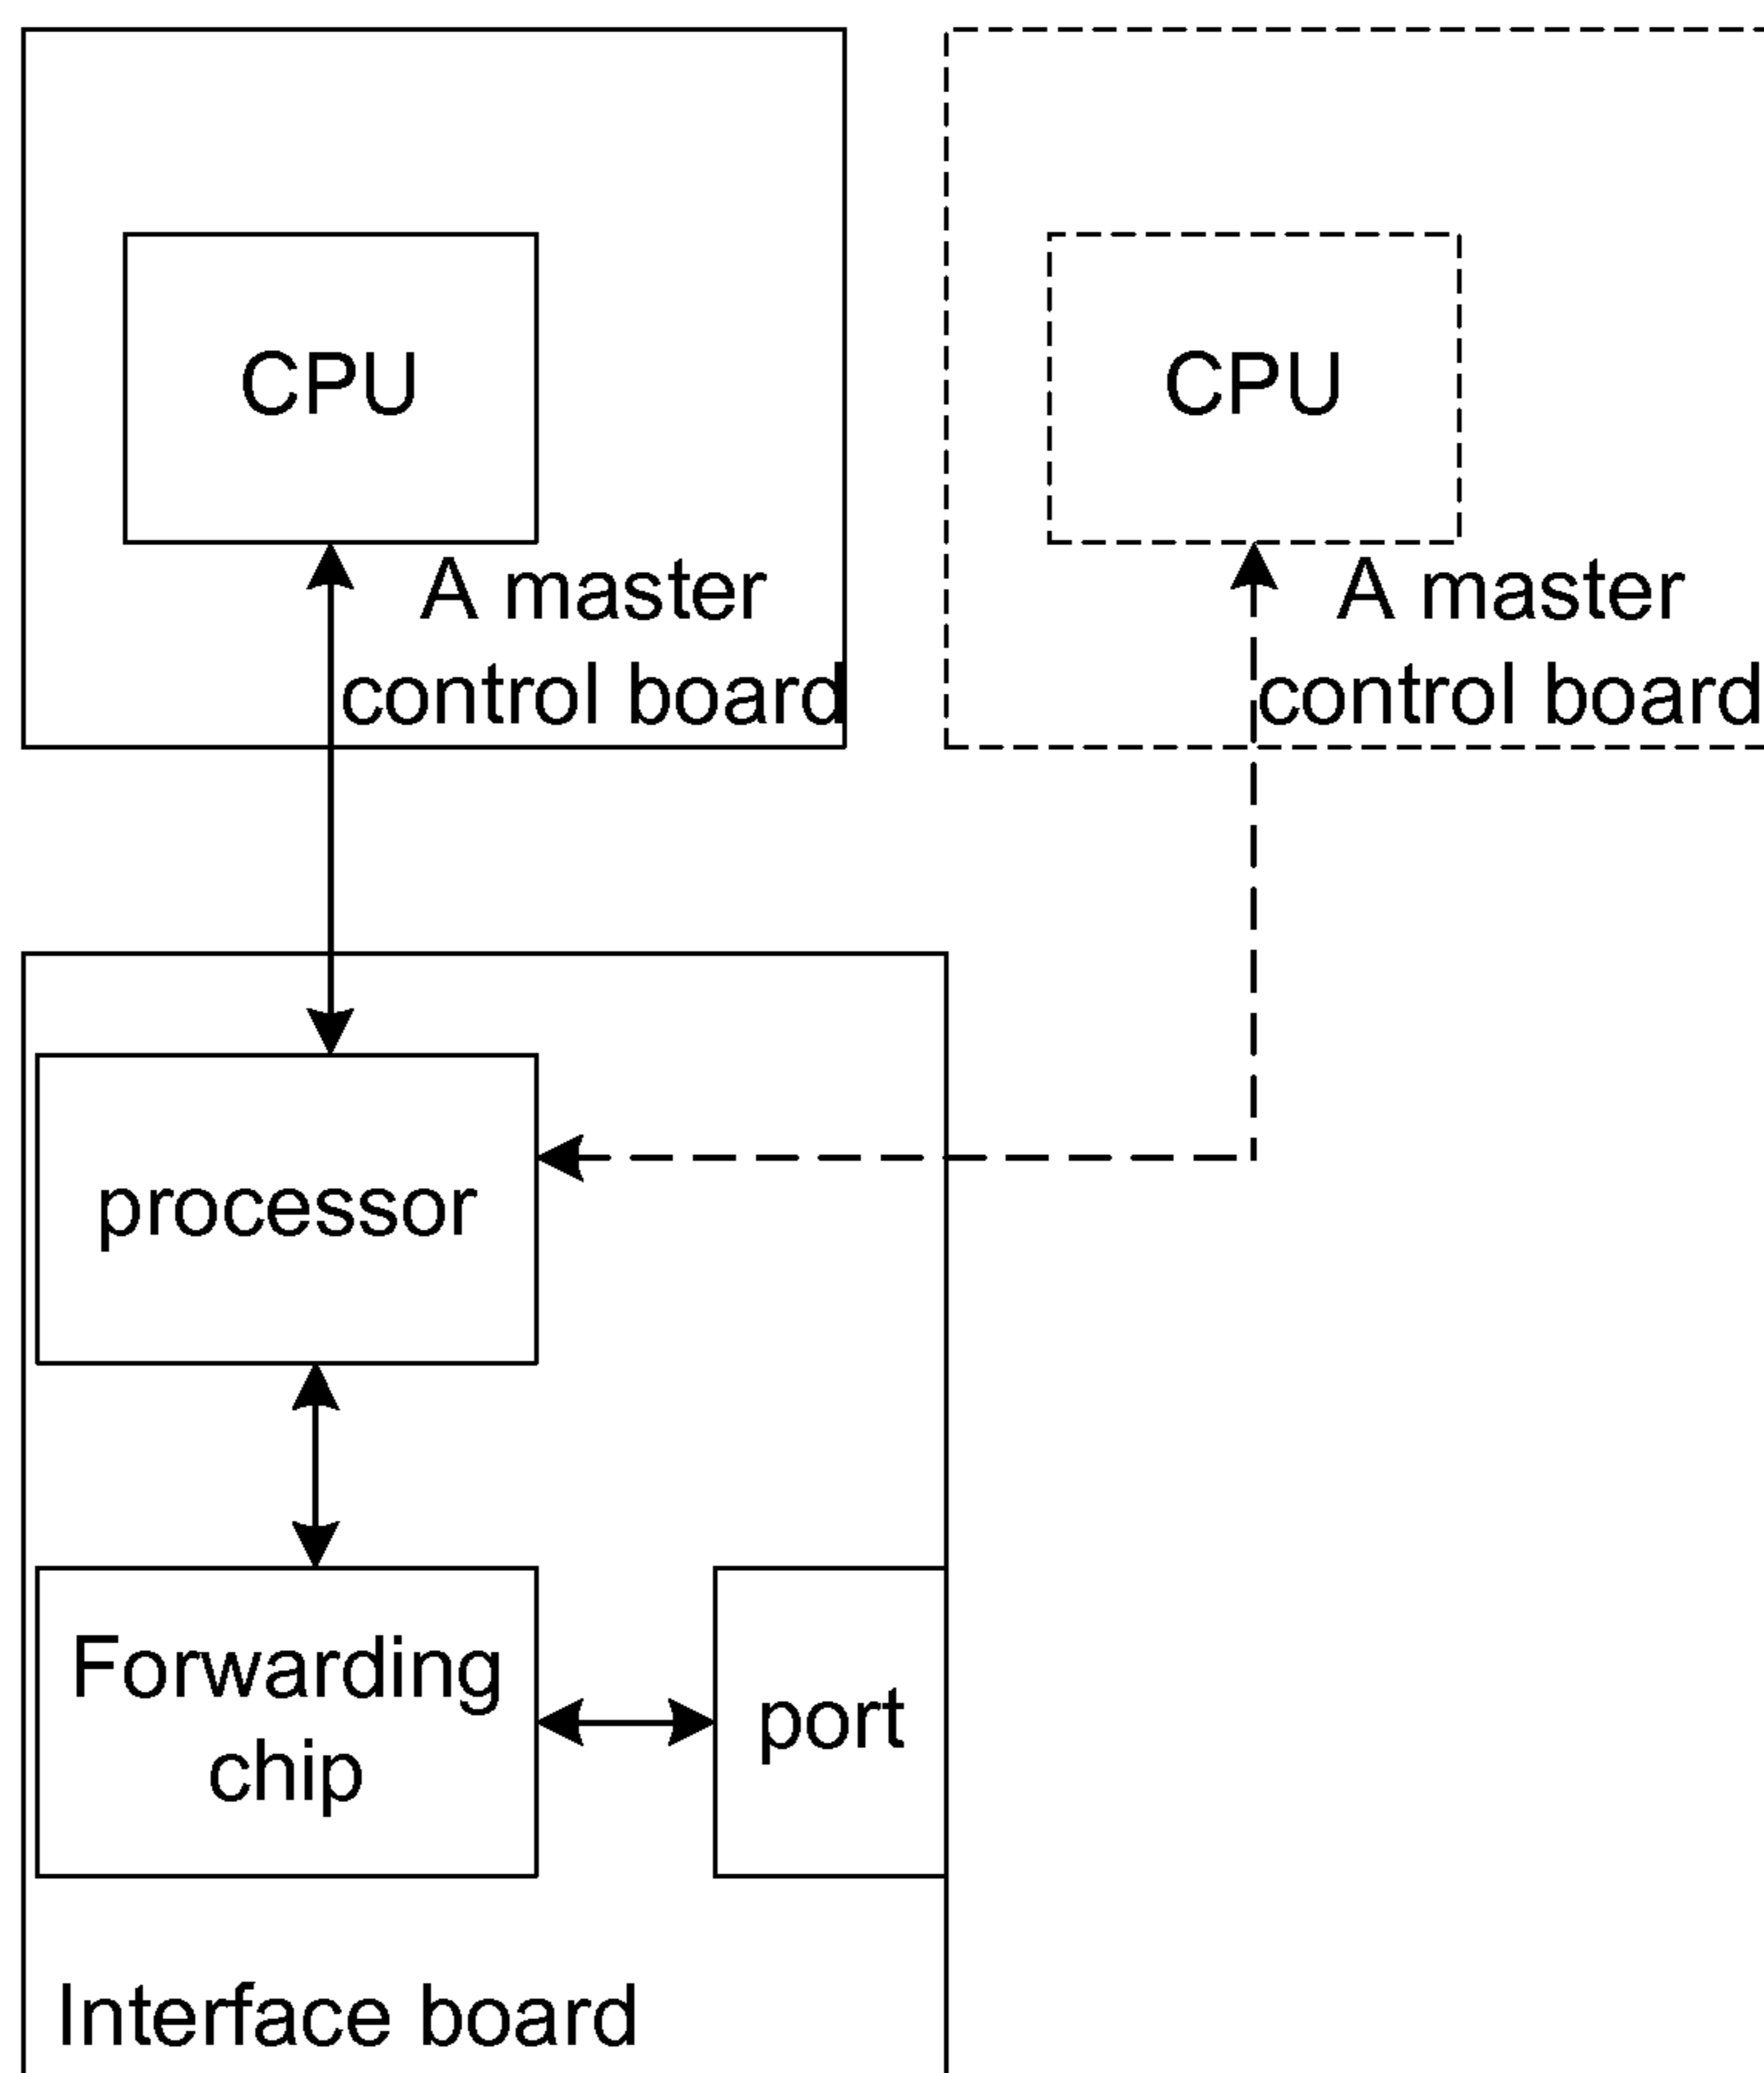 CPU
A master
control board
CPU
A master
control board
processor
Forwarding
chip
port
Interface board